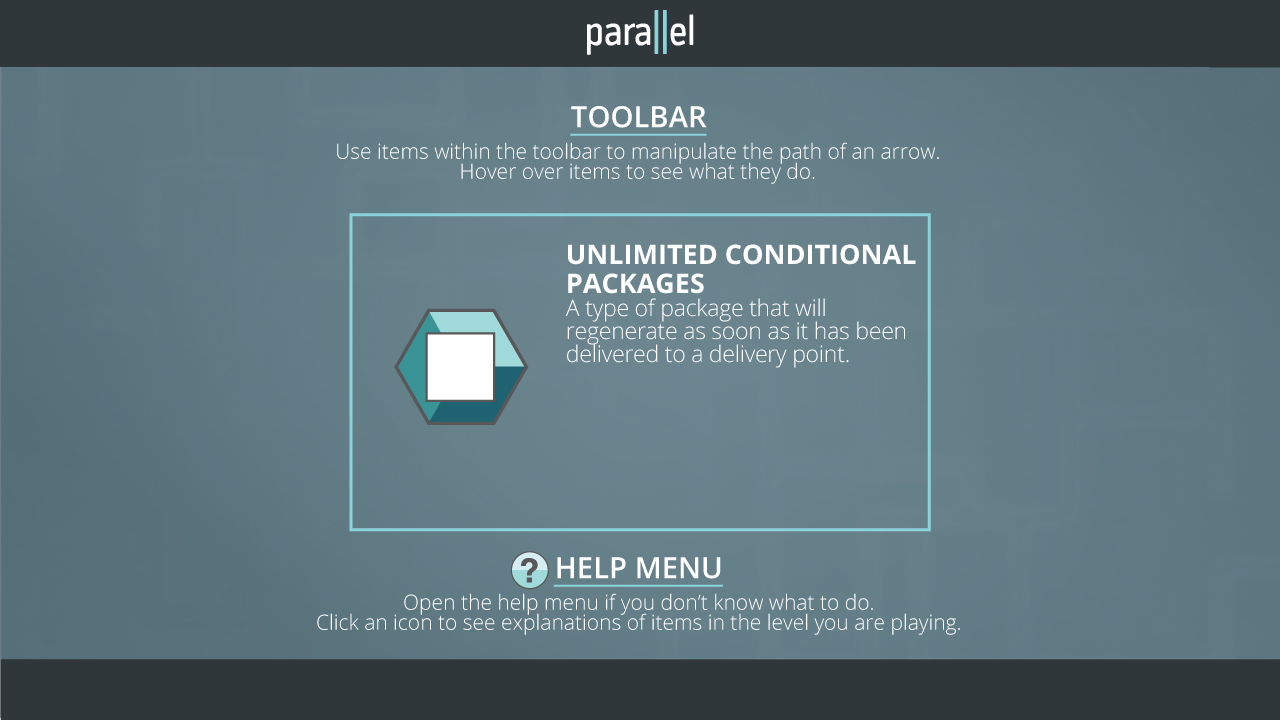 parallel
TOOLBAR
Use items within the toolbar to manipulate the path of an arrow.
Hover over items to see what they do.
UNLIMITED CONDITIONAL
PACKAGES
A type of package that will
regenerate as soon as it has been
delivered to a delivery point.
? HELP MENU
Open the help menu if you don’t know what to do.
Click an icon to see explanations of items in the level you are playing.